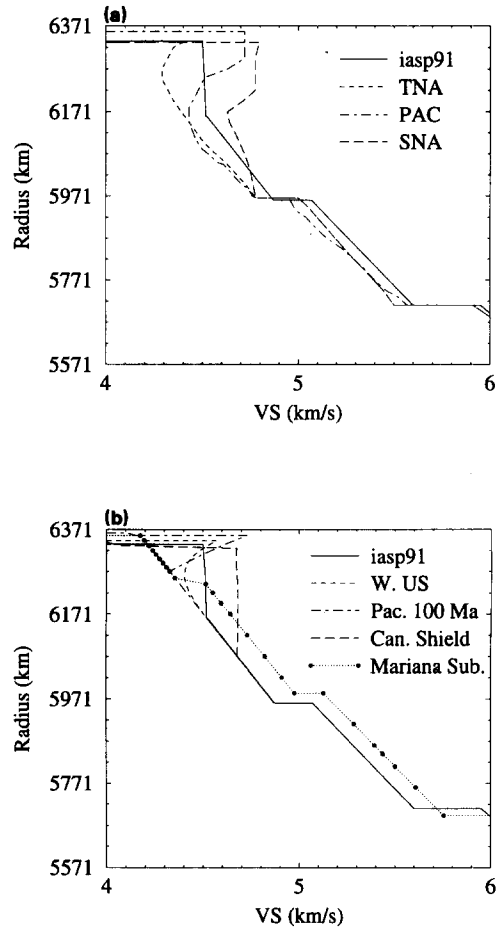 (a)
6371
6171
5971
5771
5571
Radius (km)
iasp91
TNA
PAC
SNA
4
5
6
VS (km/s)
(b)
6371
6171
5971
5771
5571
Radius (km)
iasp91
W. US
Pac. 100 Ma
Can. Shield
Mariana Sub.
4
5
6
VS (km/s)